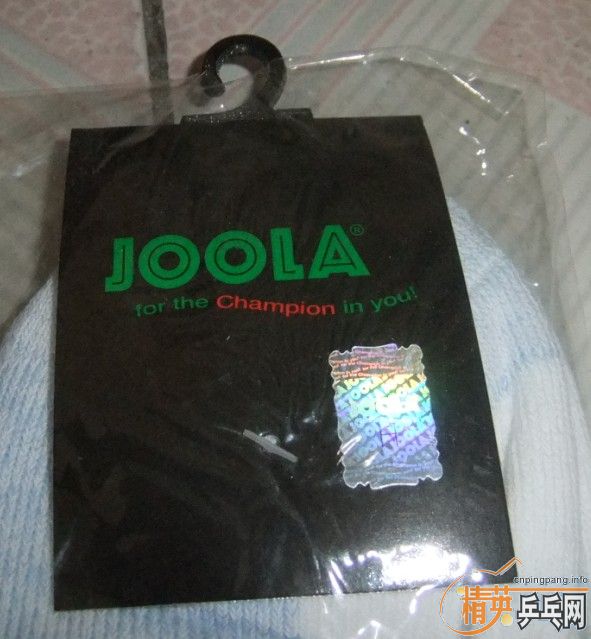 JOOLA®
for the Champion in you!
cnpingpang.info
精英乒乓网